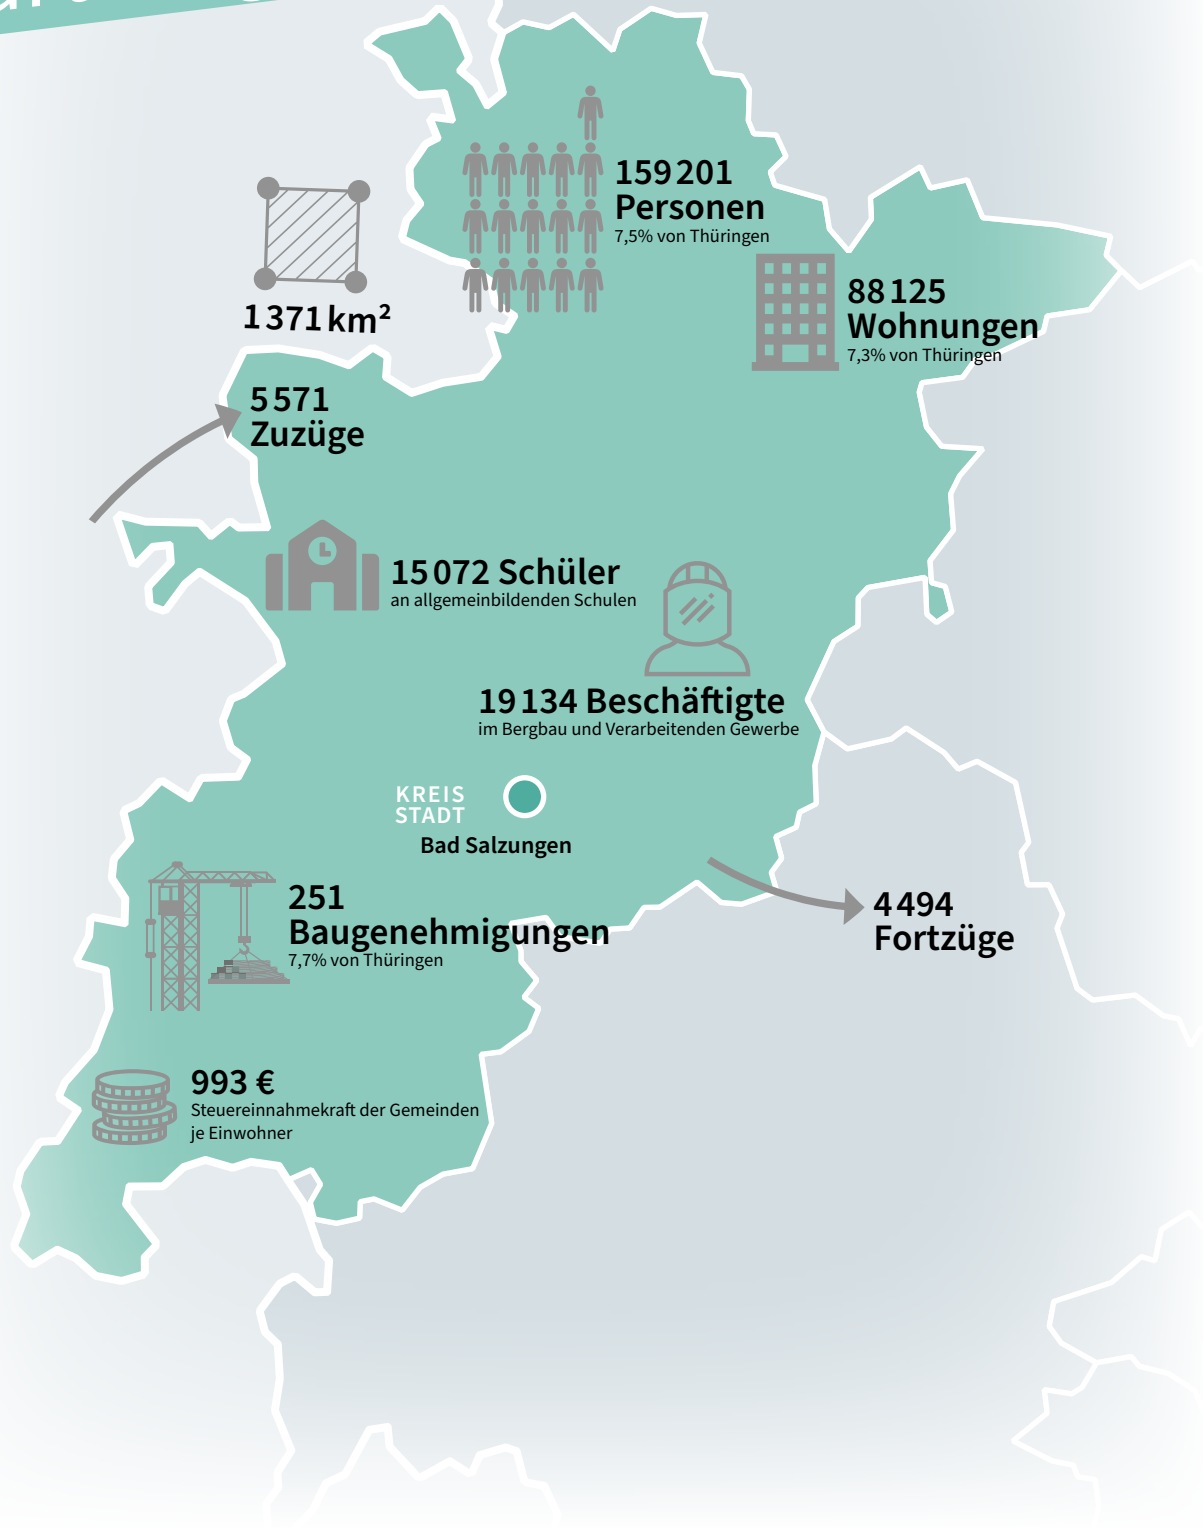 159 201
Personen
7,5% von Thüringen
1 371 km²
88 125
Wohnungen
7,3% von Thüringen
5 571
Zuzüge
15 072 Schüler
an allgemeinbildenden Schulen
19 134 Beschäftigte
im Bergbau und Verarbeitenden Gewerbe
KREIS
STADT
Bad Salzungen
251
Baugenehmigungen
7,7% von Thüringen
4 494
Fortzüge
993 €
Steuereinnahmekraft der Gemeinden
je Einwohner